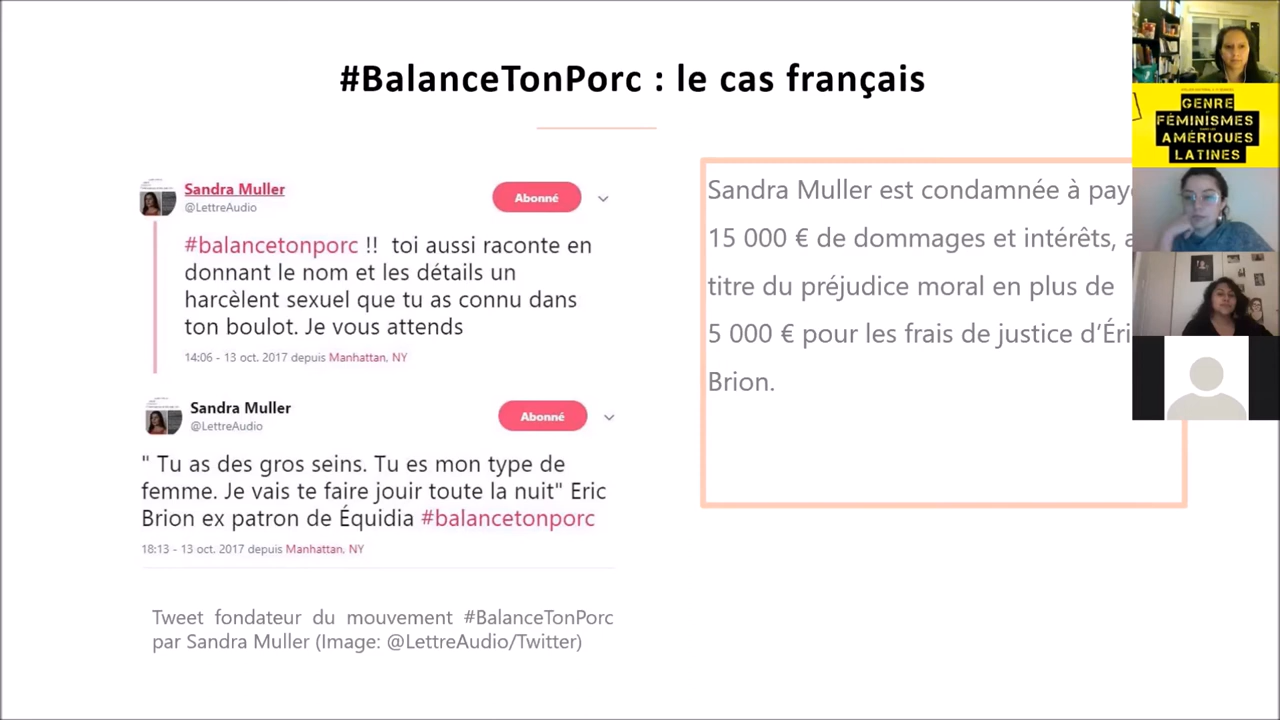 #BalanceTonPorc : le cas français
Sandra Muller
@LettreAudio
Abonné
#balancetonporc !! toi aussi raconte en
donnant le nom et les détails un
harcèlent sexuel que tu as connu dans
ton boulot. Je vous attends
14:06 - 13 oct. 2017 depuis Manhattan, NY
Sandra Muller
@LettreAudio
Abonné
" Tu as des gros seins. Tu es mon type de
femme. Je vais te faire jouir toute la nuit" Eric
Brion ex patron de Équidia #balancetonporc
18:13 - 13 oct. 2017 depuis Manhattan, NY
Tweet fondateur du mouvement #BalanceTonPorc
par Sandra Muller (Image: @LettreAudio/Twitter)
Sandra Muller est condamnée à
15 000 € de dommages et intérêts,
titre du préjudice moral en plus de
5 000 € pour les frais de justice
Brion.
GENRE
FÉMINISMES
AMÉRIQUES
LATINES